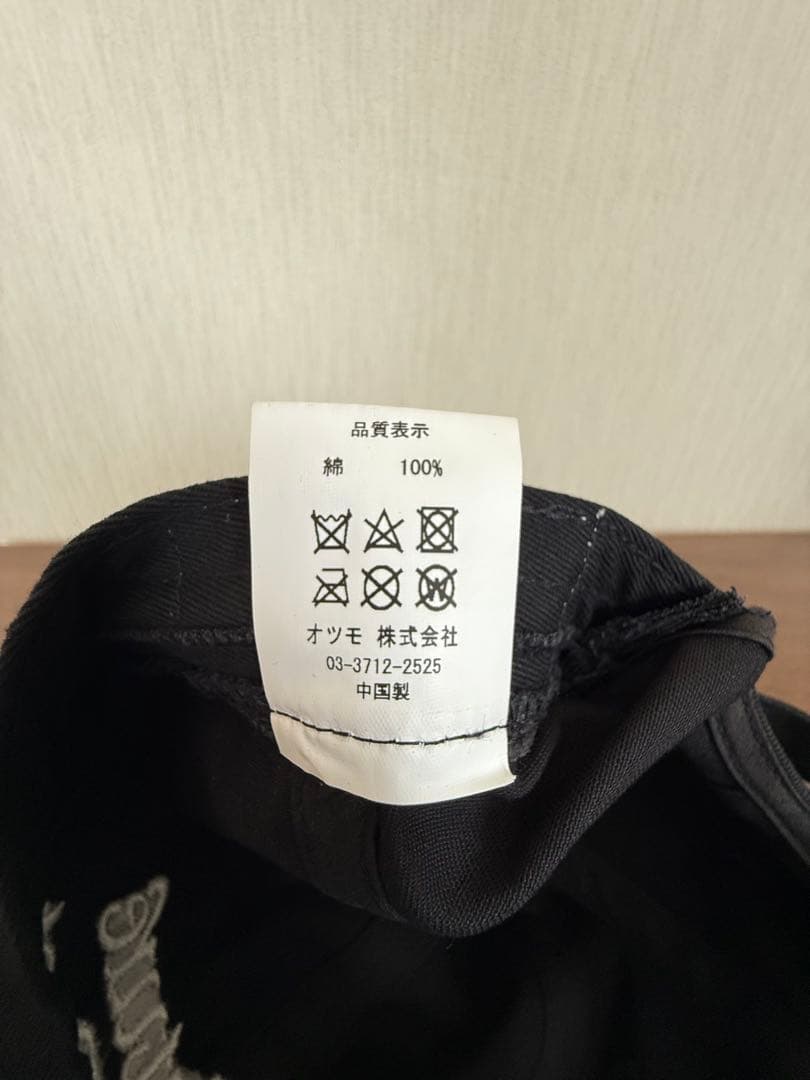 品質表示
綿 100%
W
オツモ 株式会社
03-3712-2525
中国製